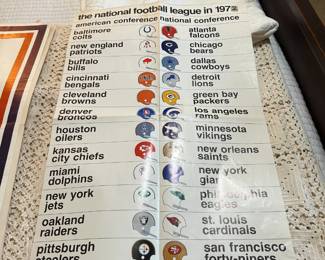 the national football league in 197
american conference national conference
baltimore
colts
atlanta
falcons
new england
patriots
chicago
bears
buffalo
bills
dallas
cowboys
cincinnati
bengals
detroit
lions
cleveland
browns
green bay
packers
denver
broncos
los angeles
rams
houston
oilers
minnesota
vikings
kansas
city chiefs
new orleans
saints
miami
dolphins
new york
giants
new york
jets
philadelphia
eagles
oakland
raiders
st. louis
cardinals
pittsburgh
steelers
san francisco
forty-niners